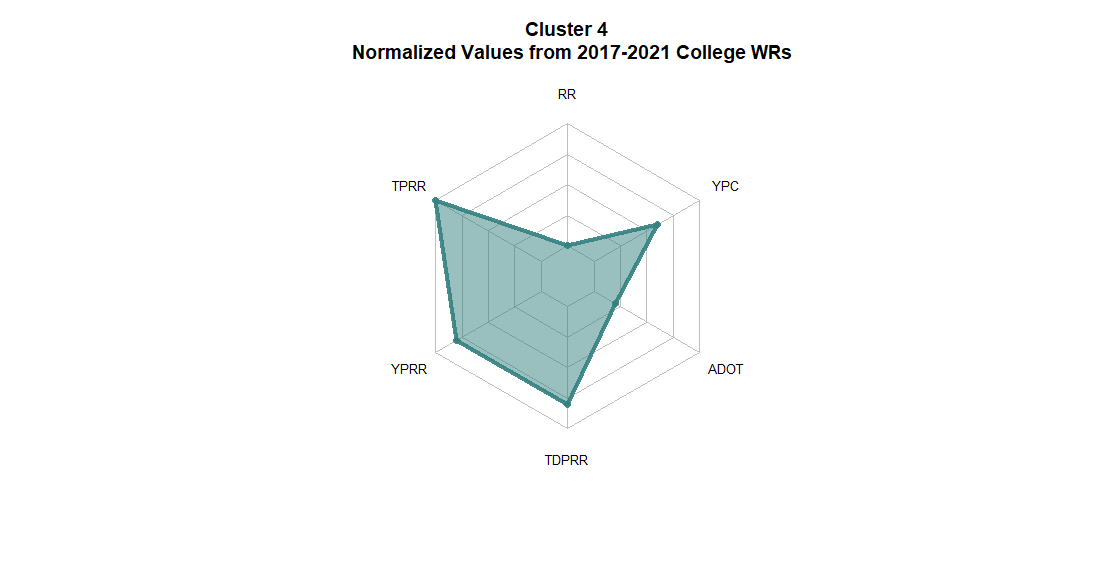 Cluster 4
Normalized Values from 2017-2021 College WRs
RR
TPRR
YPC
YPRR
ADOT
TDPRR